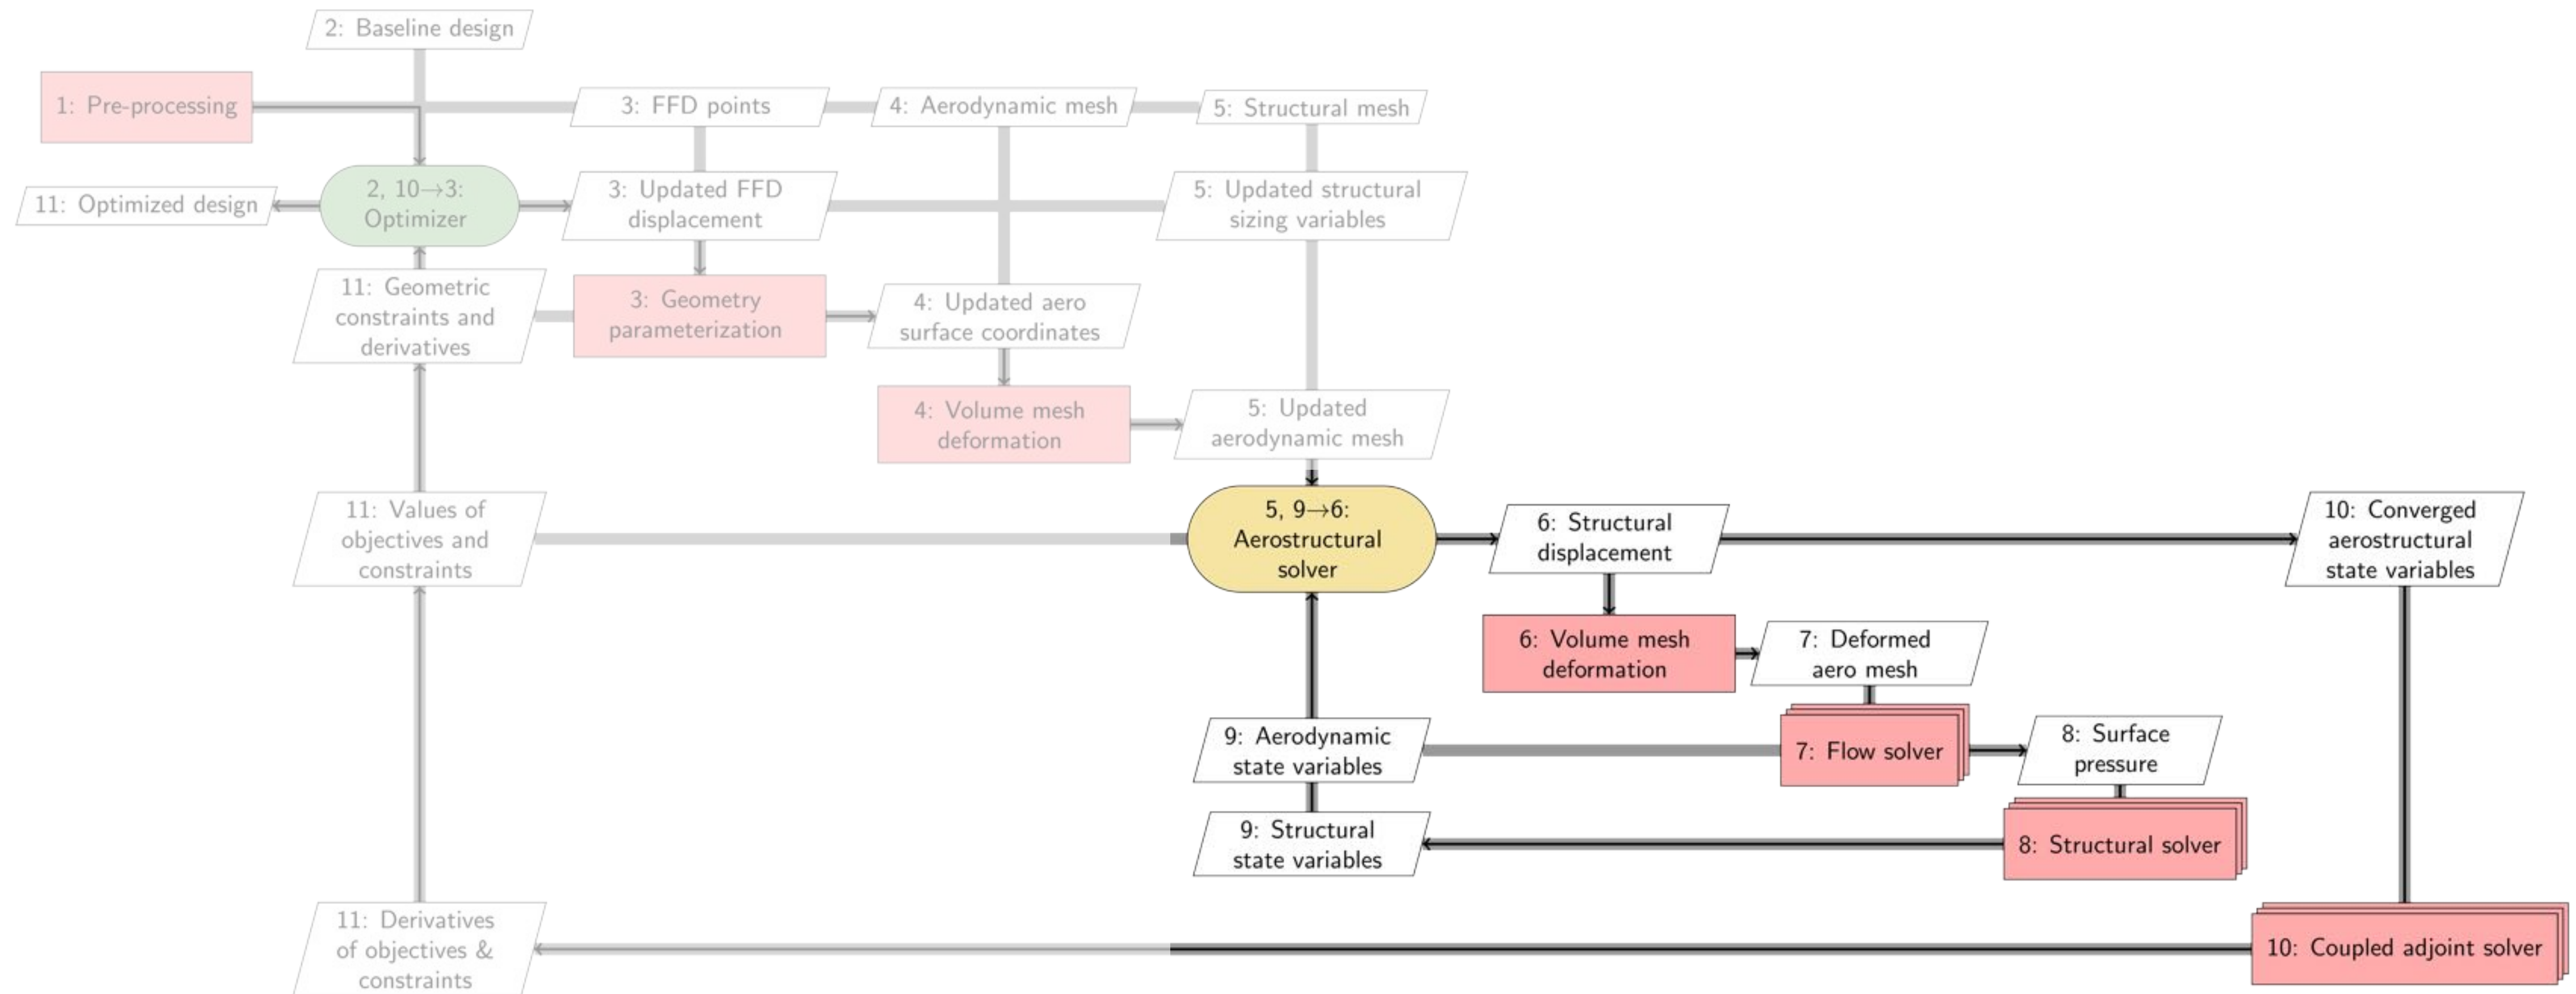 2: Baseline design
1: Pre-processing
3: FFD points
4: Aerodynamic mesh
5: Structural mesh
11: Optimized design
2, 10→3:
Optimizer
3: Updated FFD
displacement
5: Updated structural
sizing variables
11: Geometric
constraints and
derivatives
3: Geometry
parameterization
4: Updated aero
surface coordinates
4: Volume mesh
deformation
5: Updated
aerodynamic mesh
11: Values of
objectives and
constraints
5, 9→6:
Aerostructural
solver
6: Structural
displacement
10: Converged
aerostructural
state variables
6: Volume mesh
deformation
7: Deformed
aero mesh
9: Aerodynamic
state variables
7: Flow solver
8: Surface
pressure
9: Structural
state variables
8: Structural solver
11: Derivatives
of objectives &
constraints
10: Coupled adjoint solver